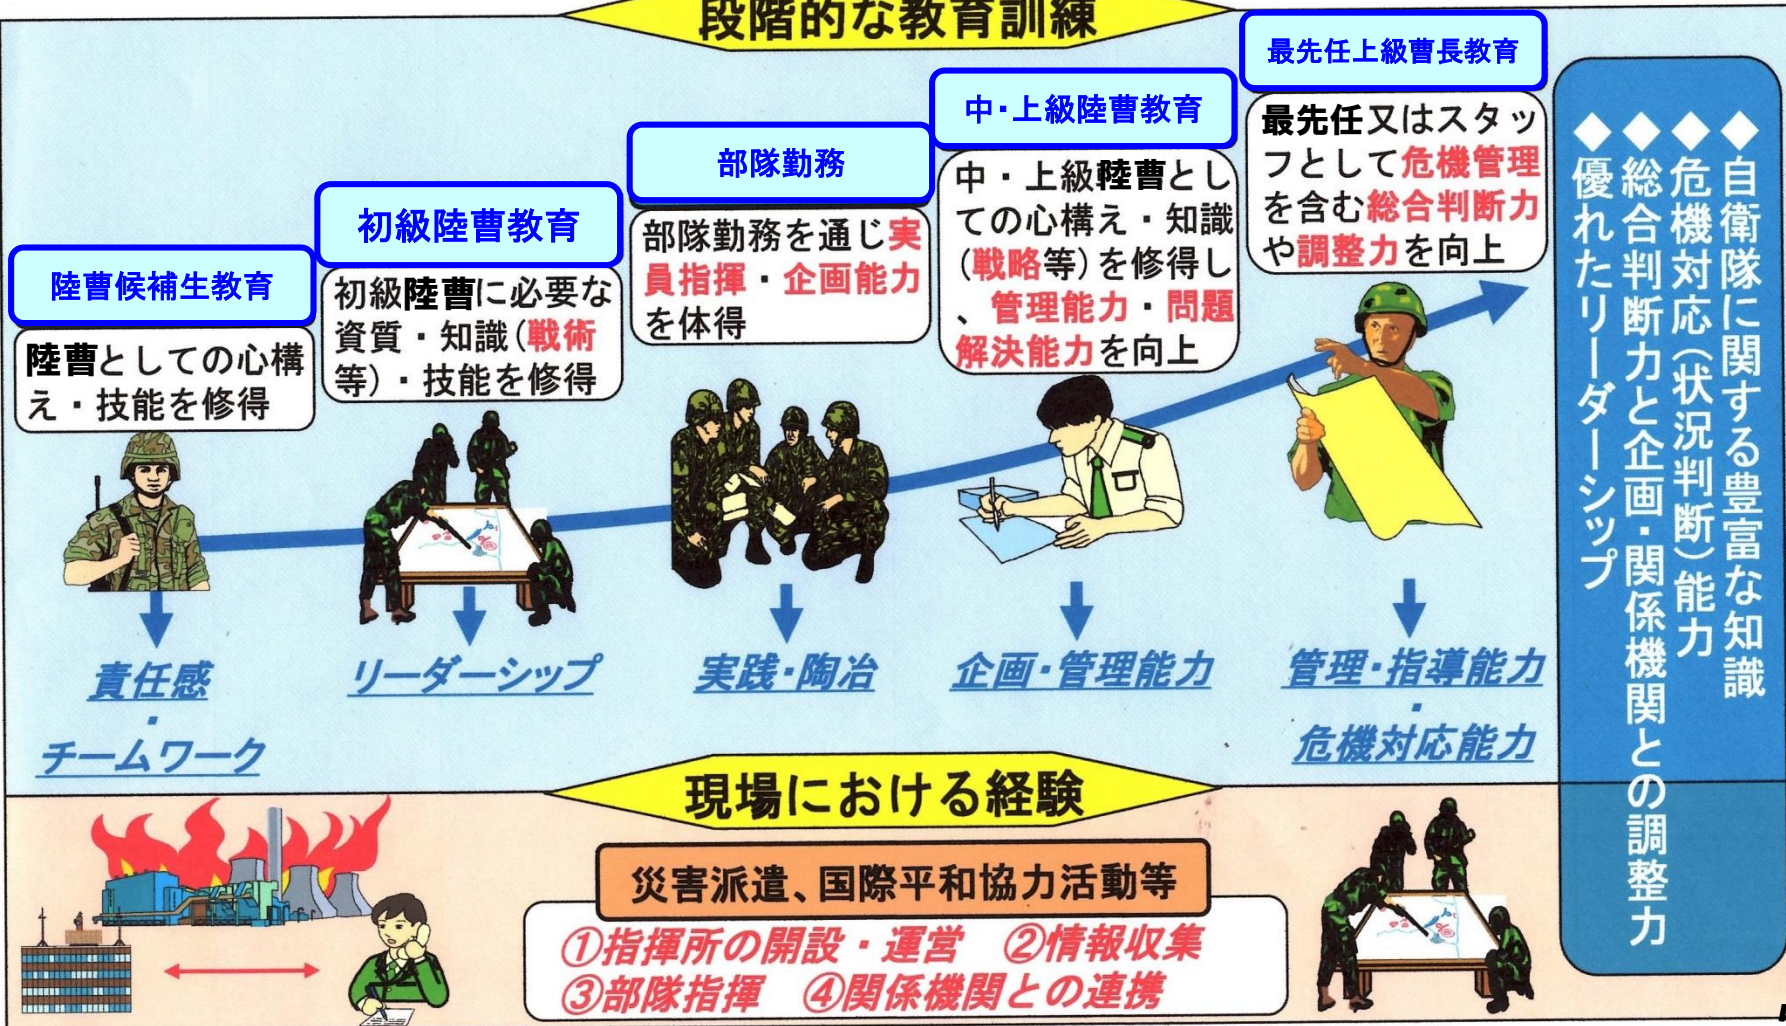 段階的な教育訓練
陸曹候補生教育
陸曹としての心構
え・技能を修得
初級陸曹教育
初級陸曹に必要な
資質・知識(戦術
等)・技能を修得
部隊勤務
部隊勤務を通じ実
員指揮・企画能力
を体得
中・上級陸曹教育
中・上級陸曹とし
ての心構え・知識
(戦略等)を修得し
、管理能力・問題
解決能力を向上
最先任上級曹長教育
最先任又はスタッ
フとして危機管理
を含む総合判断力
や調整力を向上
責任感
・
チームワーク
リーダーシップ
実践・陶冶
企画・管理能力
管理・指導能力
・
危機対応能力
◆自衛隊に関する豊富な知識
◆危機対応(状況判断)能力
◆総合判断力と企画・関係機関との調整力
◆優れたリーダーシップ
現場における経験
災害派遣、国際平和協力活動等
①指揮所の開設・運営 ②情報収集
③部隊指揮 ④関係機関との連携